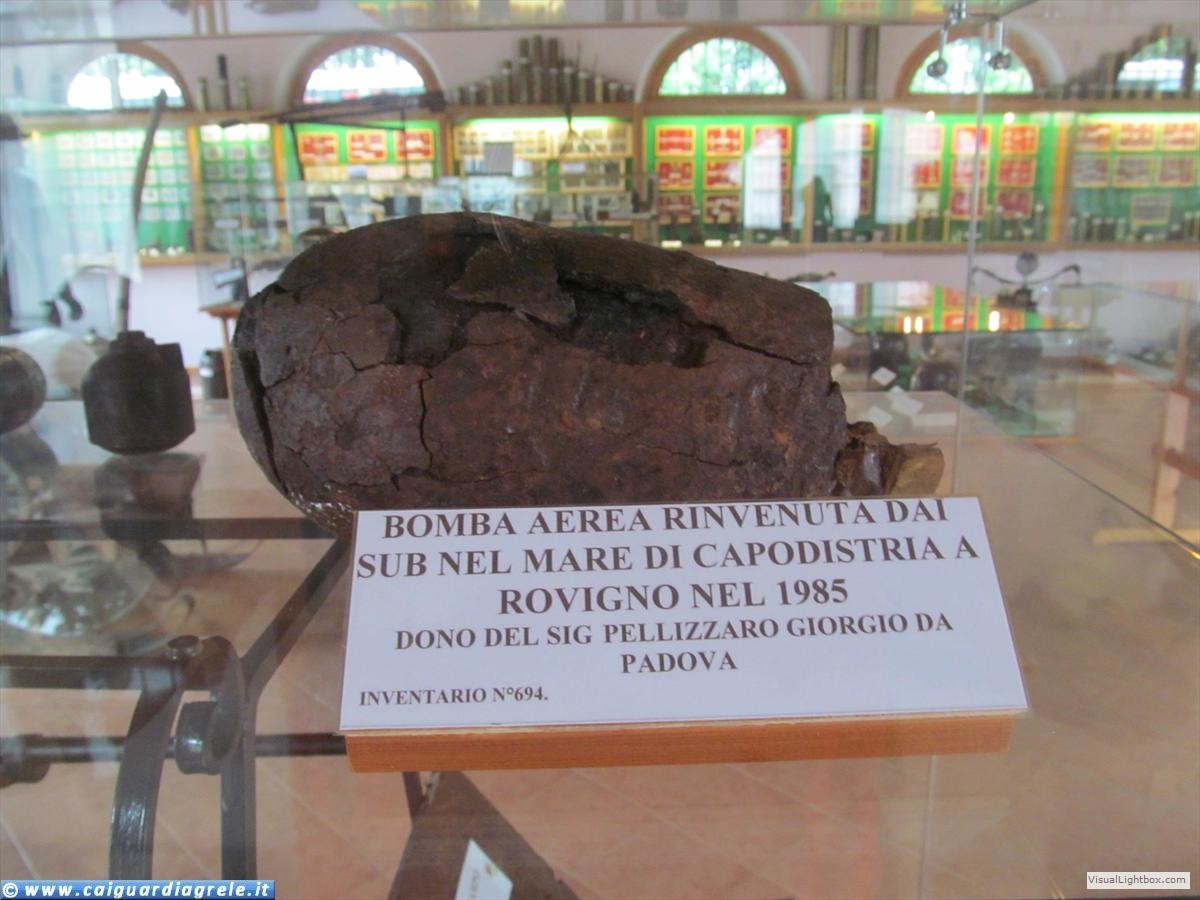 BOMBA AEREA RINVENUTA DAI
SUB NEL MARE DI CAPODISTRIA A
ROVIGNO NEL 1985
DONO DEL SIG PELLIZZARO GIORGIO DA
PADOVA
INVENTARIO N°694.
© www.caiguardiagrele.it
VisualLightbox.com